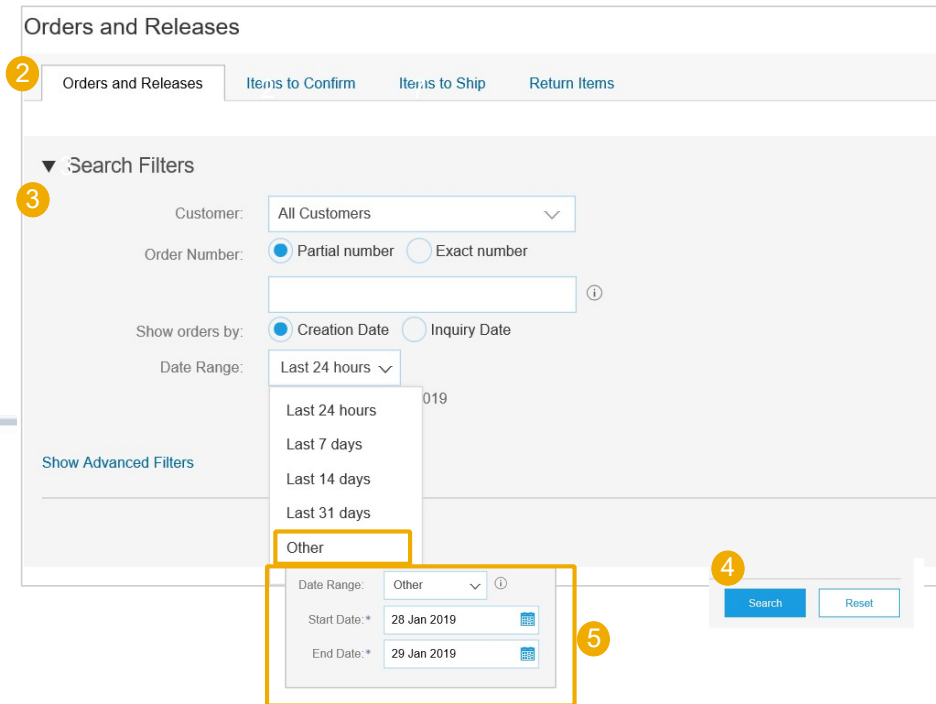 Orders and Releases
2
Orders and Releases Items to Confirm Items to Ship Return Items
Search Filters
3
Customer: All Customers
Order Number: Partial number Exact number
Show orders by: Creation Date Inquiry Date
Date Range: Last 24 hours
019
Last 24 hours
Last 7 days
Show Advanced Filters
Last 14 days
Last 31 days
Other
4
Date Range: Other
Search Reset
Start Date:* 28 Jan 2019
5
End Date:* 29 Jan 2019